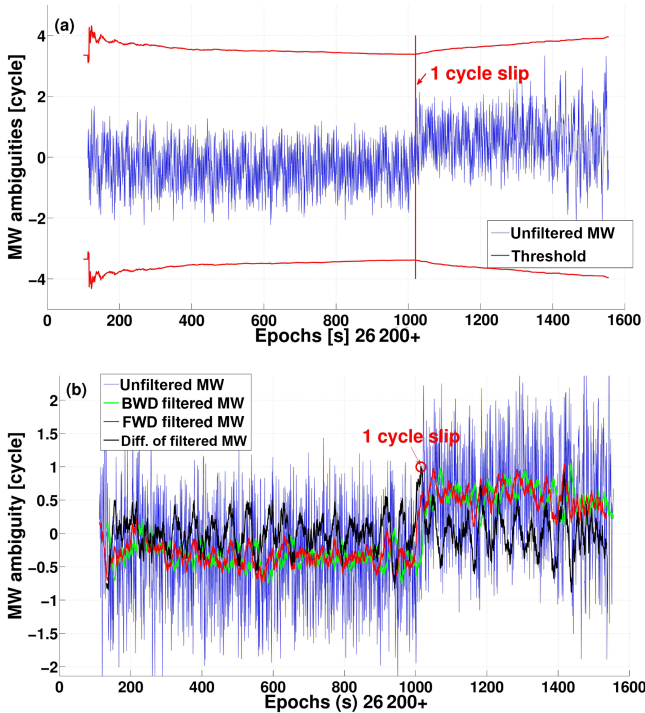 (a)
MW ambiguities [cycle]
4
2
0
−2
−4
1 cycle slip
Unfiltered MW
Threshold
200 400 600 800 1000 1200 1400 1600
Epochs [s] 26 200+
(b)
MW ambiguity [cycle]
2
1.5
1
0.5
0
−0.5
−1
−1.5
−2
Unfiltered MW
BWD filtered MW
FWD filtered MW
Diff. of filtered MW
1 cycle slip
0 200 400 600 800 1000 1200 1400 1600
Epochs (s) 26 200+